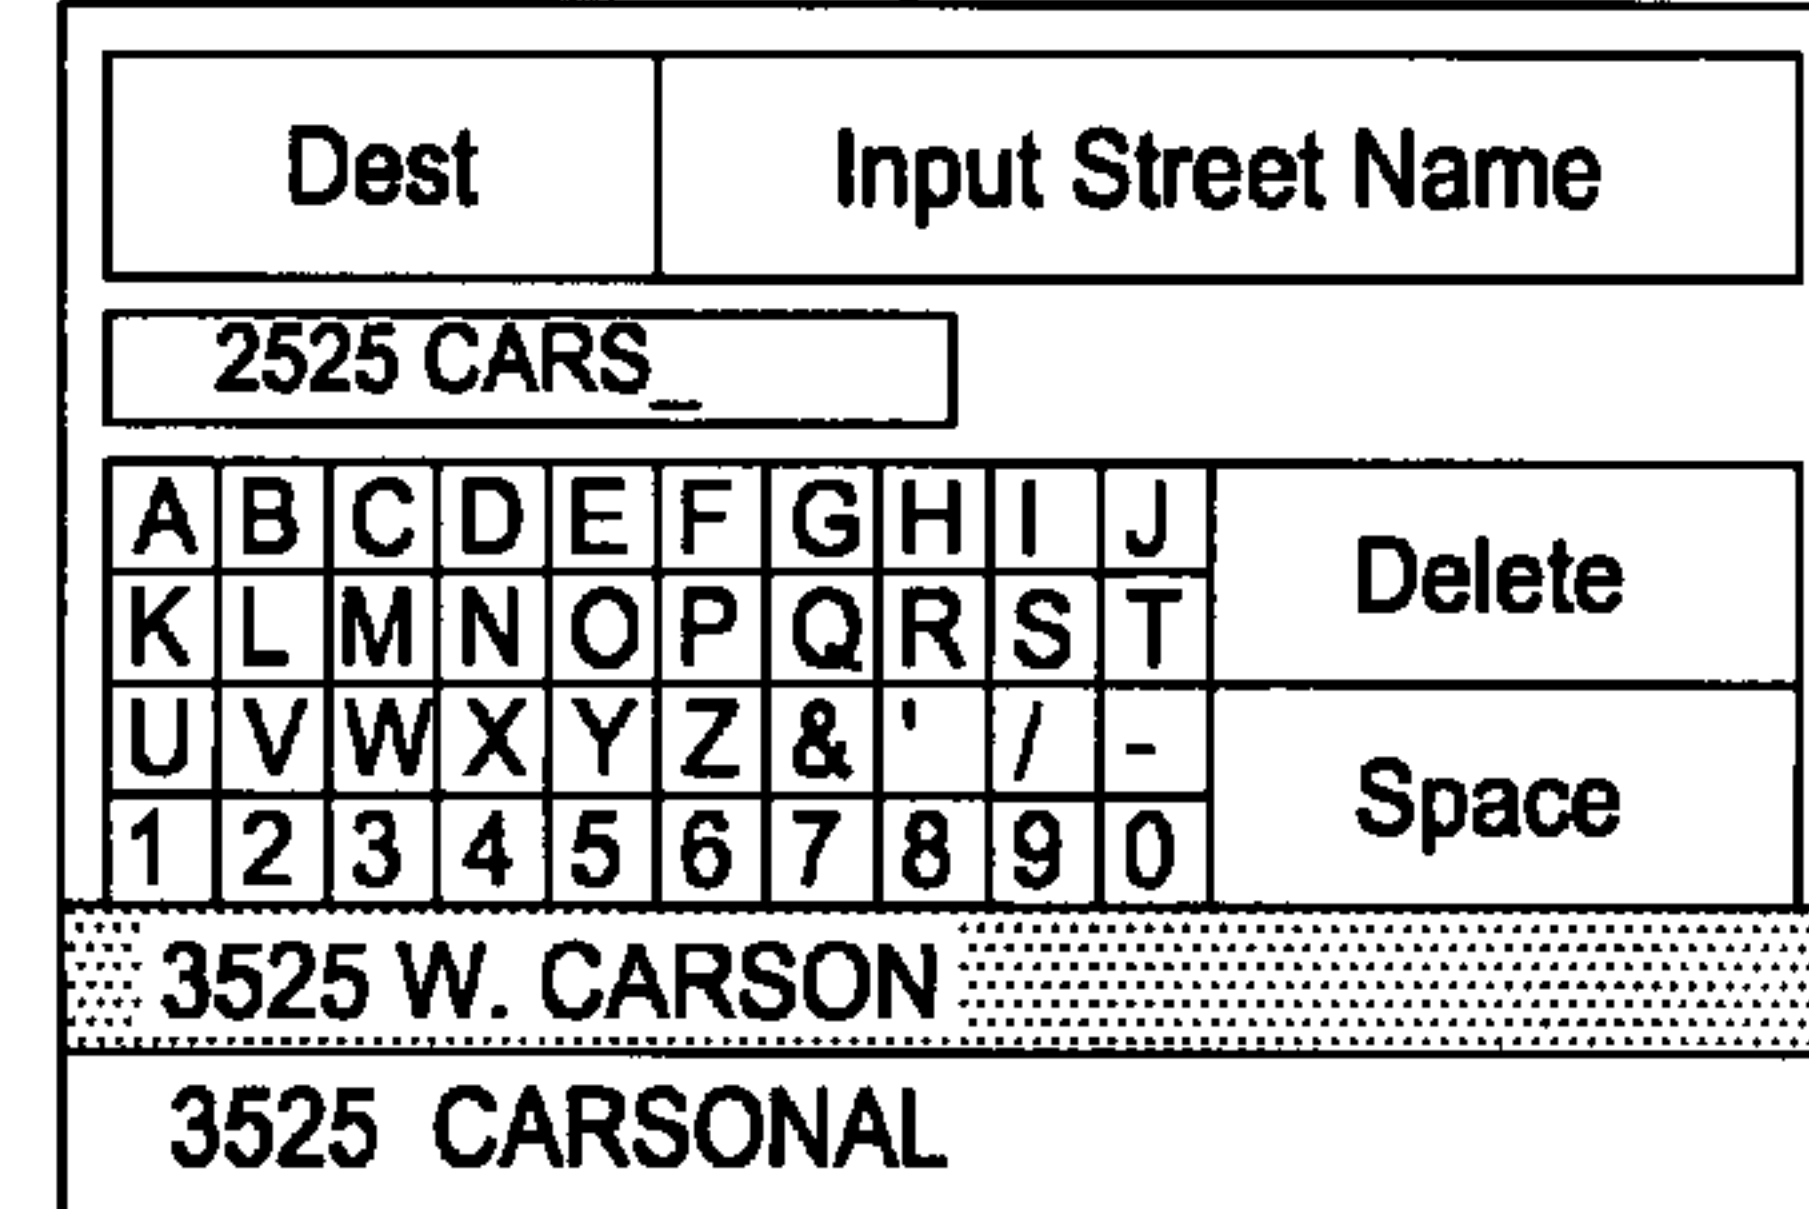 Dest Input Street Name
2525 CARS_
A B C D E F G H I J Delete
K L M N O P Q R S T
U V W X Y Z & ' / - Space
1 2 3 4 5 6 7 8 9 0
3525 W. CARSON
3525 CARSONAL